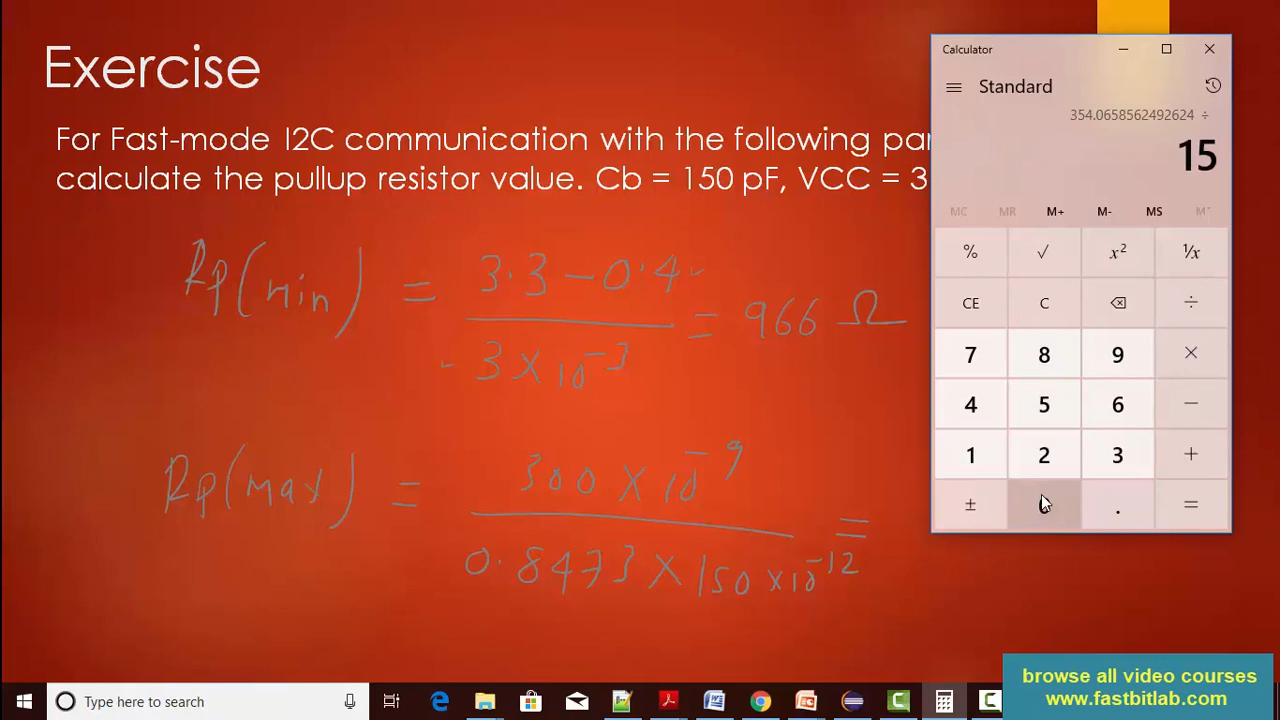 Exercise
For Fast-mode I2C communication with the following par
calculate the pullup resistor value. Cb = 150 pF, VCC = 3
Rp(min) = 3.3 - 0.4 = 966 Ω
3 X 10-3
Rp(max) = 300 X 10-9 =
0.8473 X 150 X 10-12
Calculator
Standard
354.0658562492624 ÷
15
MC MR M+ M- MS M
% √ x² ¹/x
CE C ÷
7 8 9 ×
4 5 6 −
1 2 3 +
± . =
browse all video courses
www.fastbitlab.com
Type here to search